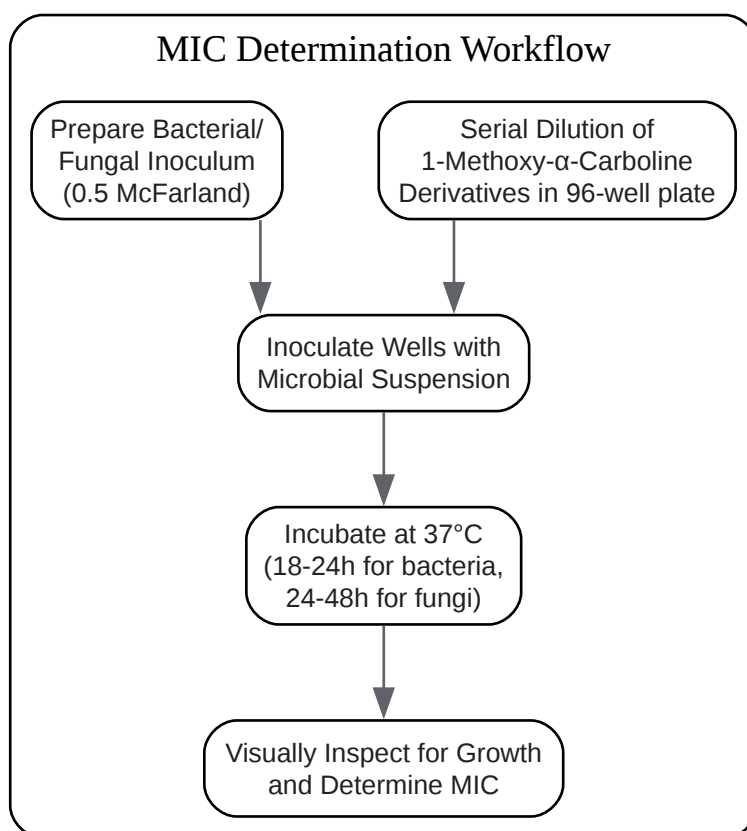 MIC Determination Workflow
Prepare Bacterial/
Fungal Inoculum
(0.5 McFarland)
Serial Dilution of
1-Methoxy-α-Carboline
Derivatives in 96-well plate
Inoculate Wells with
Microbial Suspension
Incubate at 37°C
(18-24h for bacteria,
24-48h for fungi)
Visually Inspect for Growth
and Determine MIC